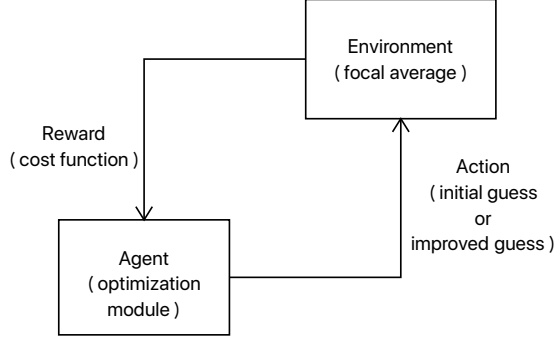 Environment
( focal average )
Reward
( cost function )
Action
( initial guess
or
improved guess )
Agent
( optimization
module )